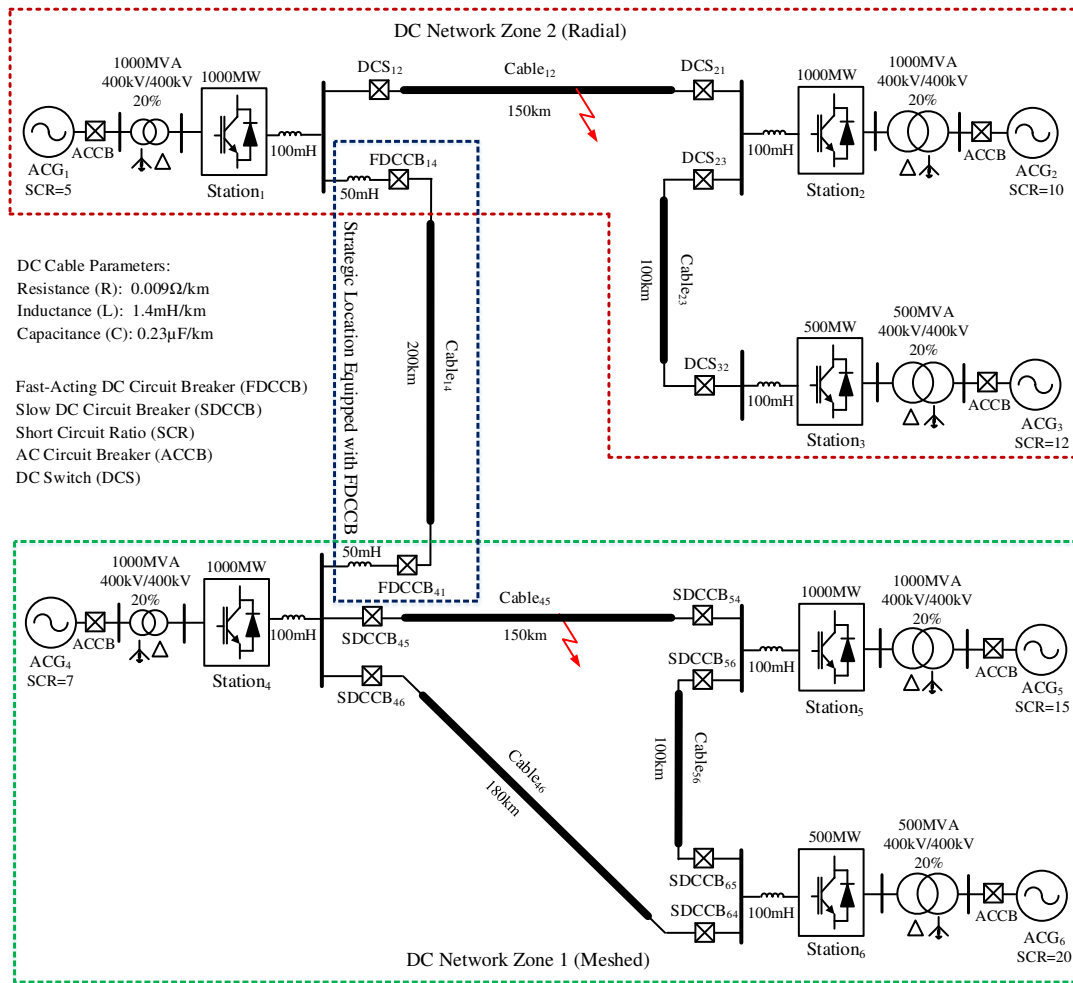 DC Network Zone 2 (Radial)
1000MVA
400kV/400kV
20%
1000MW
DCS12
Cable12
150km
DCS21
1000MW
1000MVA
400kV/400kV
20%
ACG1
SCR=5
ACCB
100mH
Station1
FDCCB14
50mH
DCS23
100mH
Station2
ACCB
ACG2
SCR=10
Strategic Location Equipped with FDCCB
Cable14
200km
Cable23
100km
DC Cable Parameters:
Resistance (R): 0.009Ω/km
Inductance (L): 1.4mH/km
Capacitance (C): 0.23µF/km
Fast-Acting DC Circuit Breaker (FDCCB)
Slow DC Circuit Breaker (SDCCB)
Short Circuit Ratio (SCR)
AC Circuit Breaker (ACCB)
DC Switch (DCS)
500MW
500MVA
400kV/400kV
20%
DCS32
100mH
Station3
ACCB
ACG3
SCR=12
1000MVA
400kV/400kV
20%
1000MW
50mH
FDCCB41
Cable45
150km
SDCCB54
1000MW
1000MVA
400kV/400kV
20%
ACG4
SCR=7
ACCB
100mH
Station4
SDCCB45
SDCCB46
SDCCB56
100mH
Station5
ACCB
ACG5
SCR=15
Cable46
180km
Cable56
100km
SDCCB65
SDCCB64
500MW
500MVA
400kV/400kV
20%
100mH
Station6
ACCB
ACG6
SCR=20
DC Network Zone 1 (Meshed)